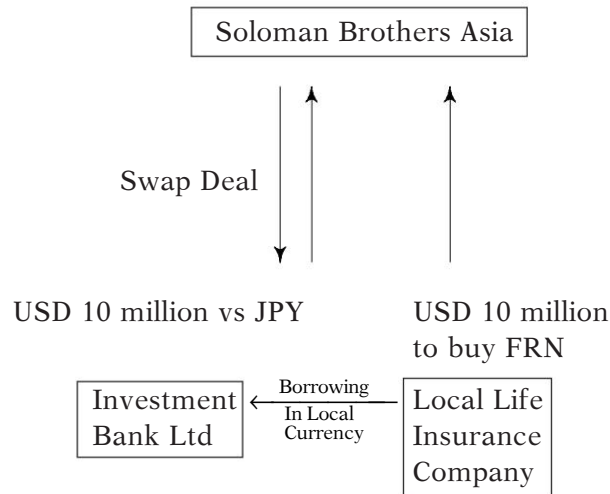 Soloman Brothers Asia
Swap Deal
USD 10 million vs JPY
USD 10 million
to buy FRN
Investment
Bank Ltd
Borrowing
In Local
Currency
Local Life
Insurance
Company